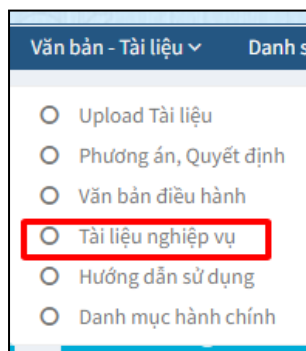 Văn bản - Tài liệu Danh s
Upload Tài liệu
Phương án, Quyết định
Văn bản điều hành
Tài liệu nghiệp vụ
Hướng dẫn sử dụng
Danh mục hành chính